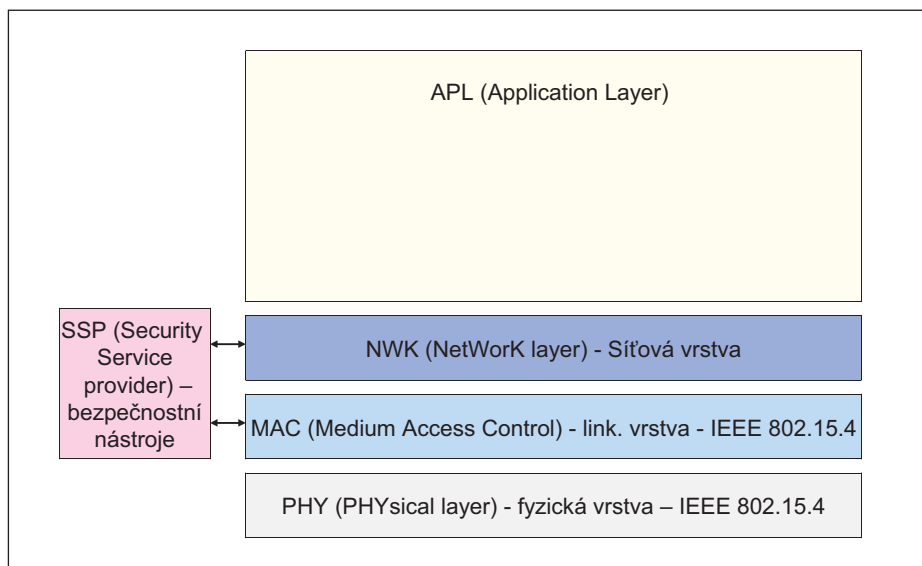 APL (Application Layer)
SSP (Security
Service
provider) –
bezpečnostní
nástroje
NWK (NetWorK layer) - Síťová vrstva
MAC (Medium Access Control) - link. vrstva - IEEE 802.15.4
PHY (PHYsical layer) - fyzická vrstva – IEEE 802.15.4